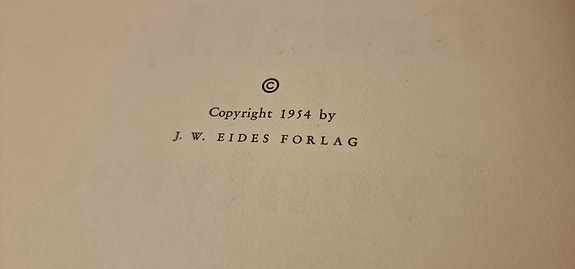 ©
Copyright 1954 by
J. W. EIDES FORLAG